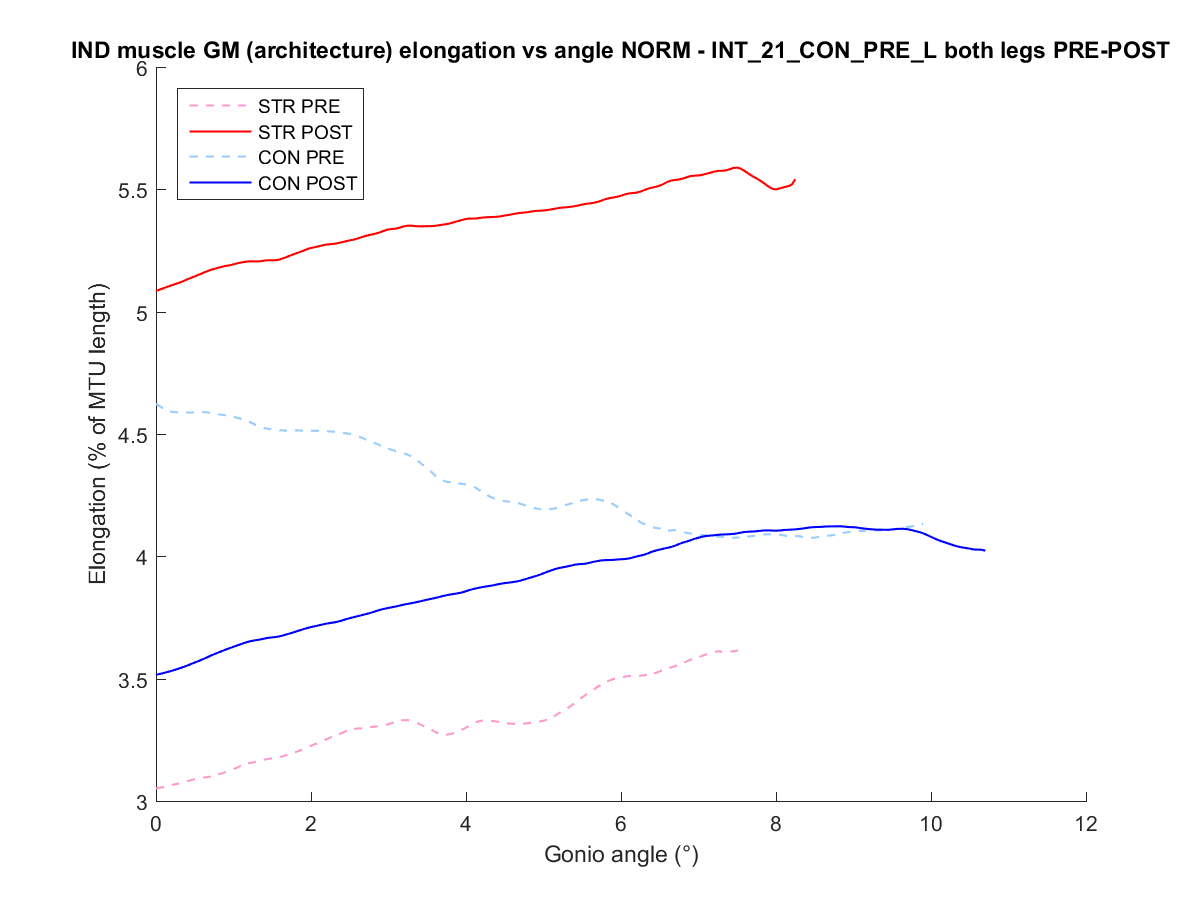 IND muscle GM (architecture) elongation vs angle NORM - INT_21_CON_PRE_L both legs PRE-POST
6
5.5
5
4.5
4
3.5
3
STR PRE
STR POST
CON PRE
CON POST
Elongation (% of MTU length)
0 2 4 6 8 10 12
Gonio angle (°)